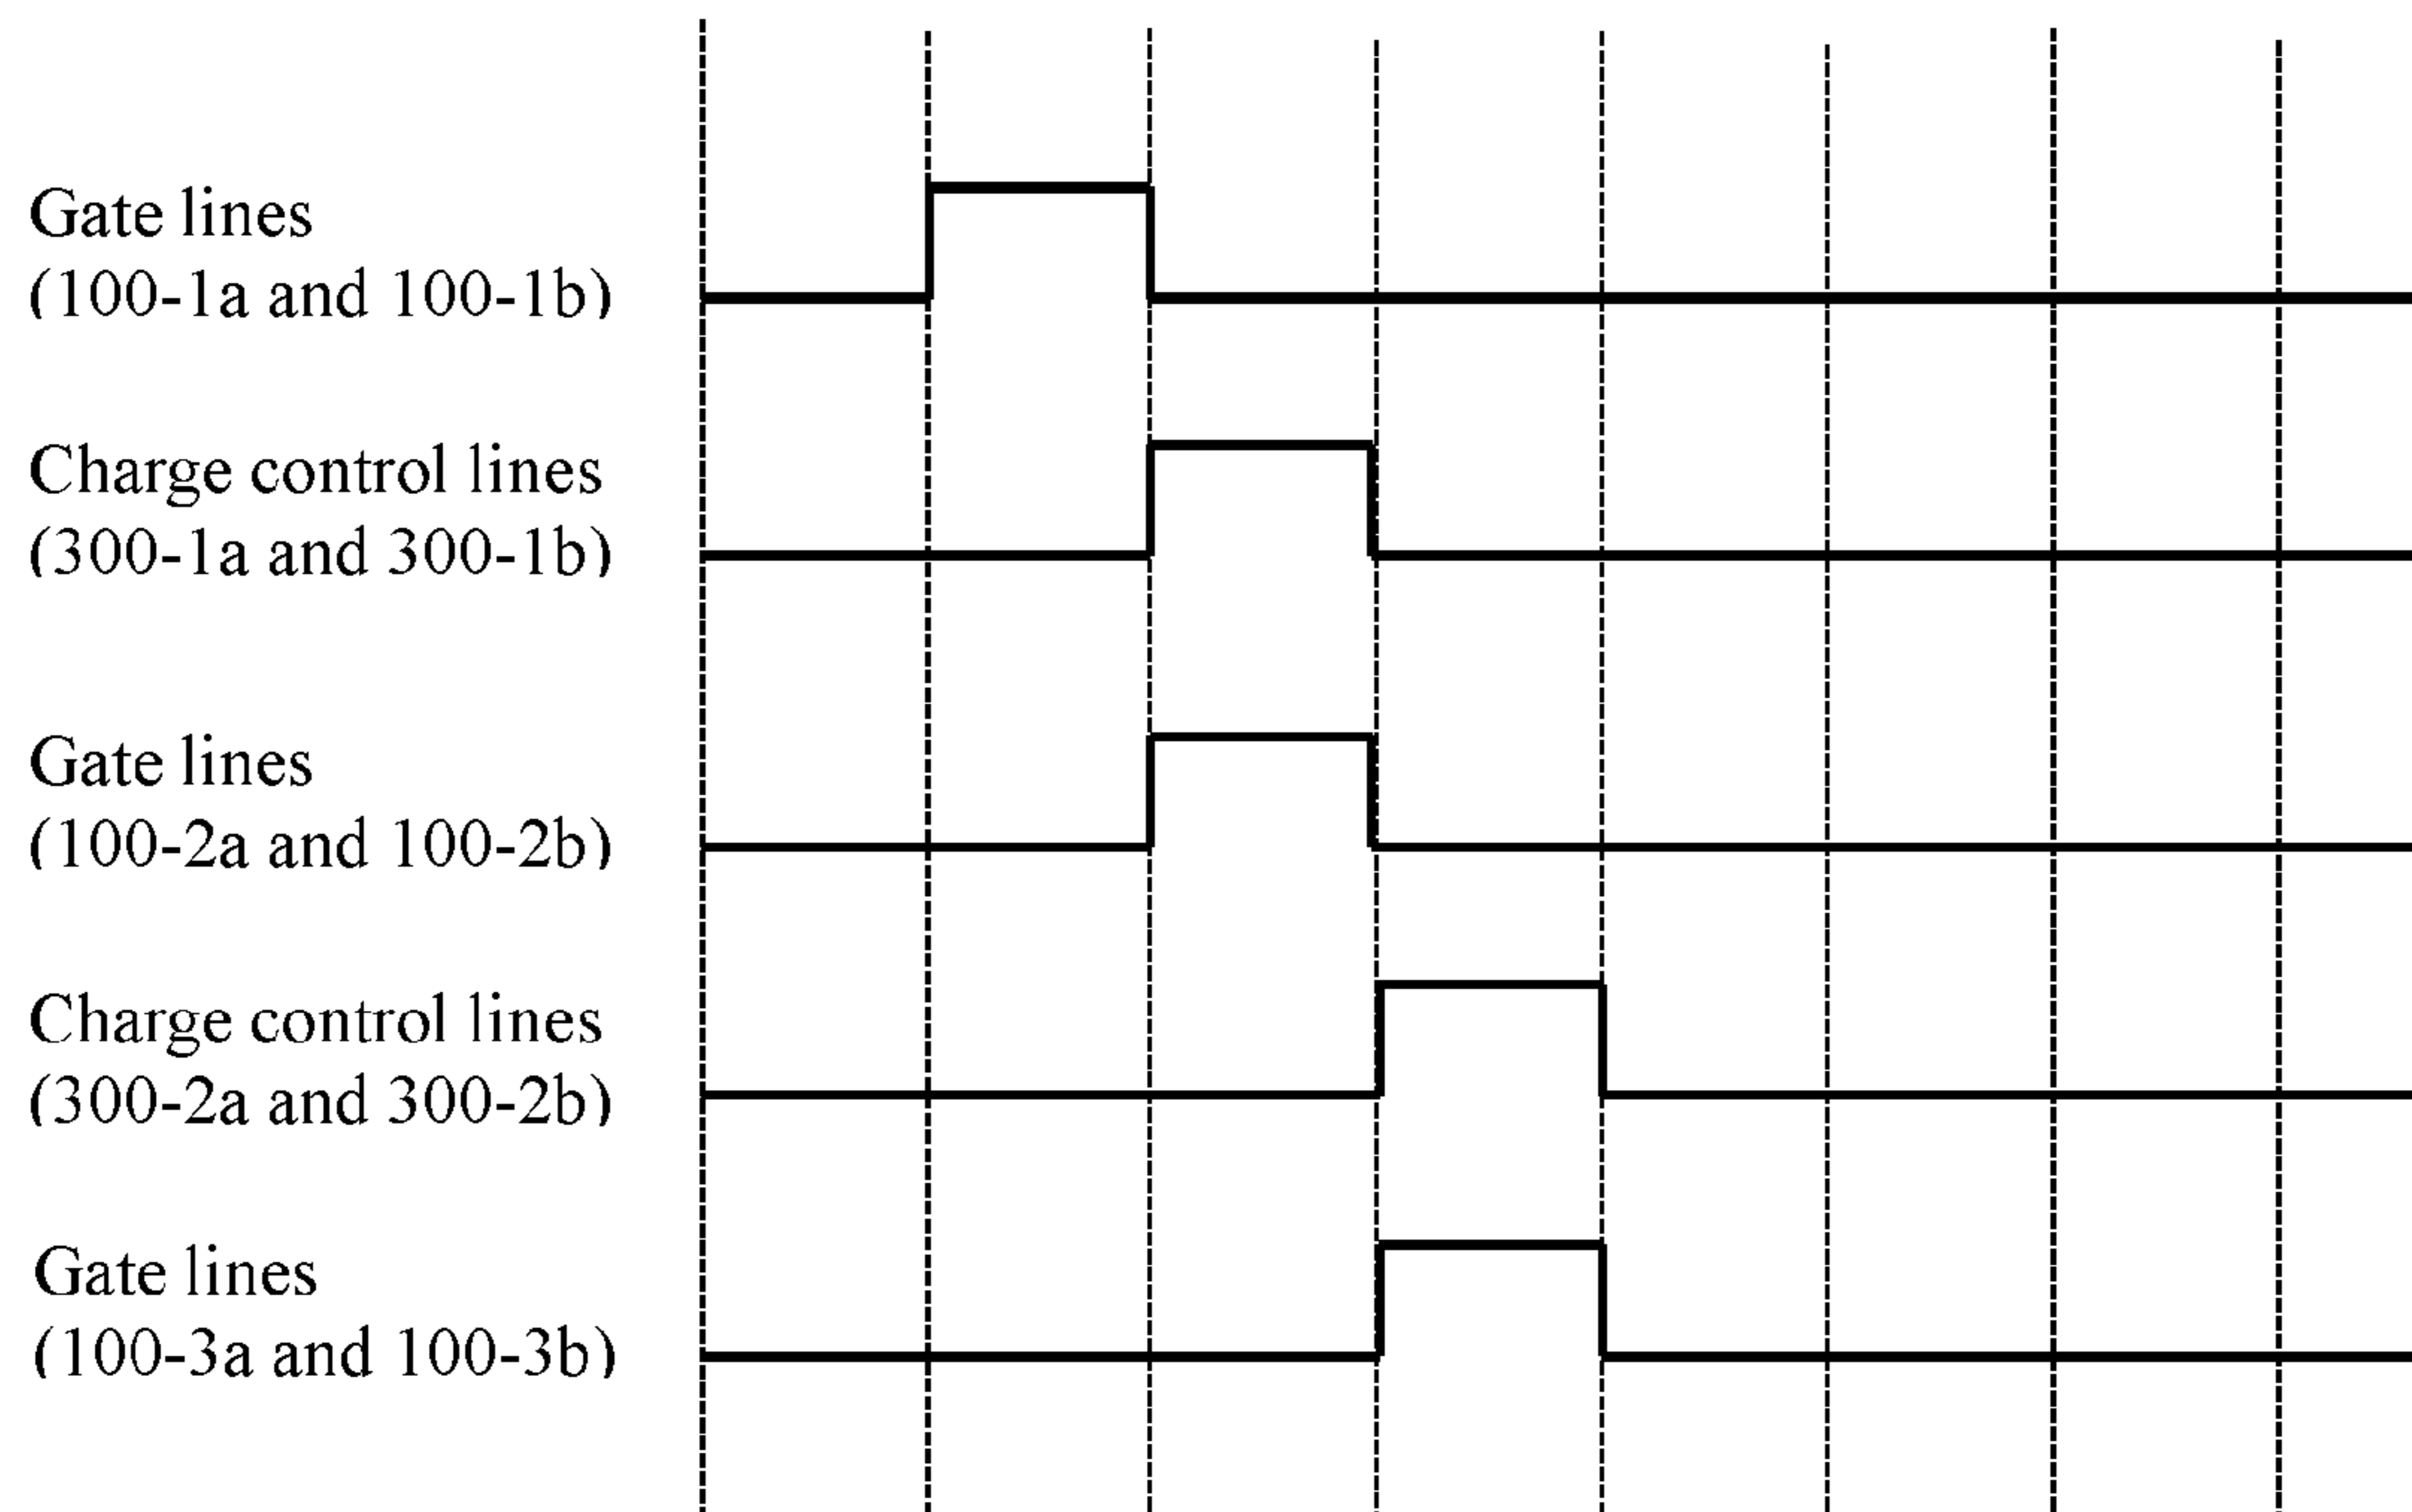 Gate lines
(100-1a and 100-1b)
Charge control lines
(300-1a and 300-1b)
Gate lines
(100-2a and 100-2b)
Charge control lines
(300-2a and 300-2b)
Gate lines
(100-3a and 100-3b)